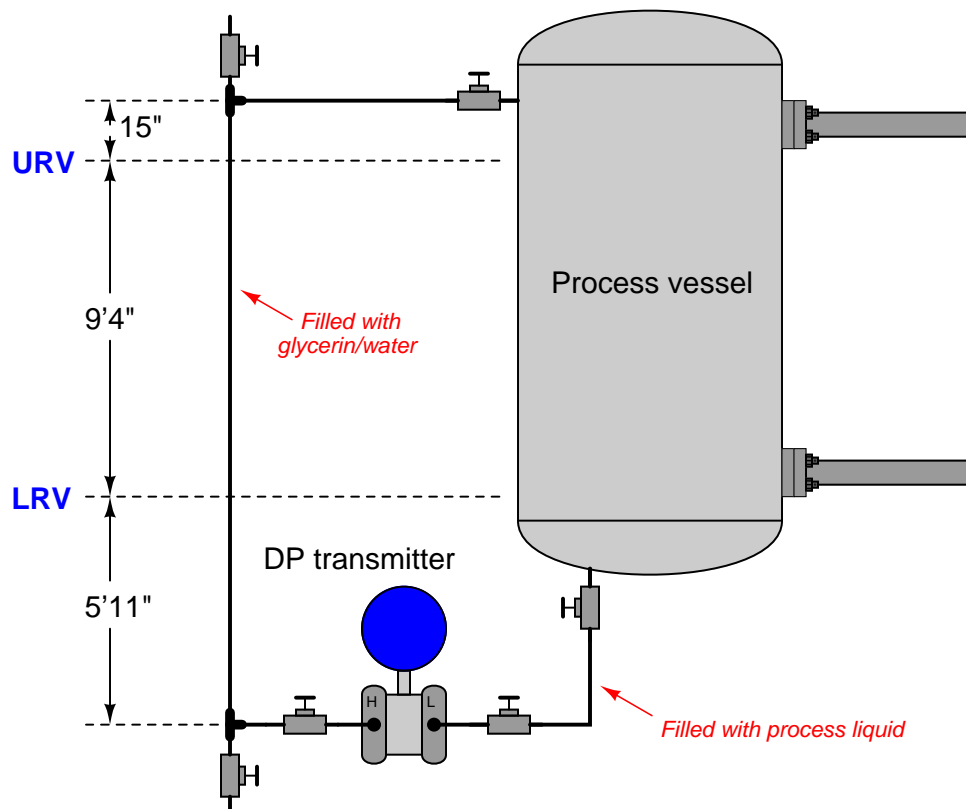 15"
URV
9'4"
Process vessel
Filled with
glycerin/water
LRV
DP transmitter
5'11"
H
L
Filled with process liquid